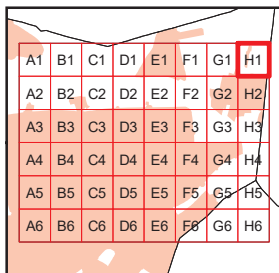 A1 B1 C1 D1 E1 F1 G1 H1
A2 B2 C2 D2 E2 F2 G2 H2
A3 B3 C3 D3 E3 F3 G3 H3
A4 B4 C4 D4 E4 F4 G4 H4
A5 B5 C5 D5 E5 F5 G5 H5
A6 B6 C6 D6 E6 F6 G6 H6